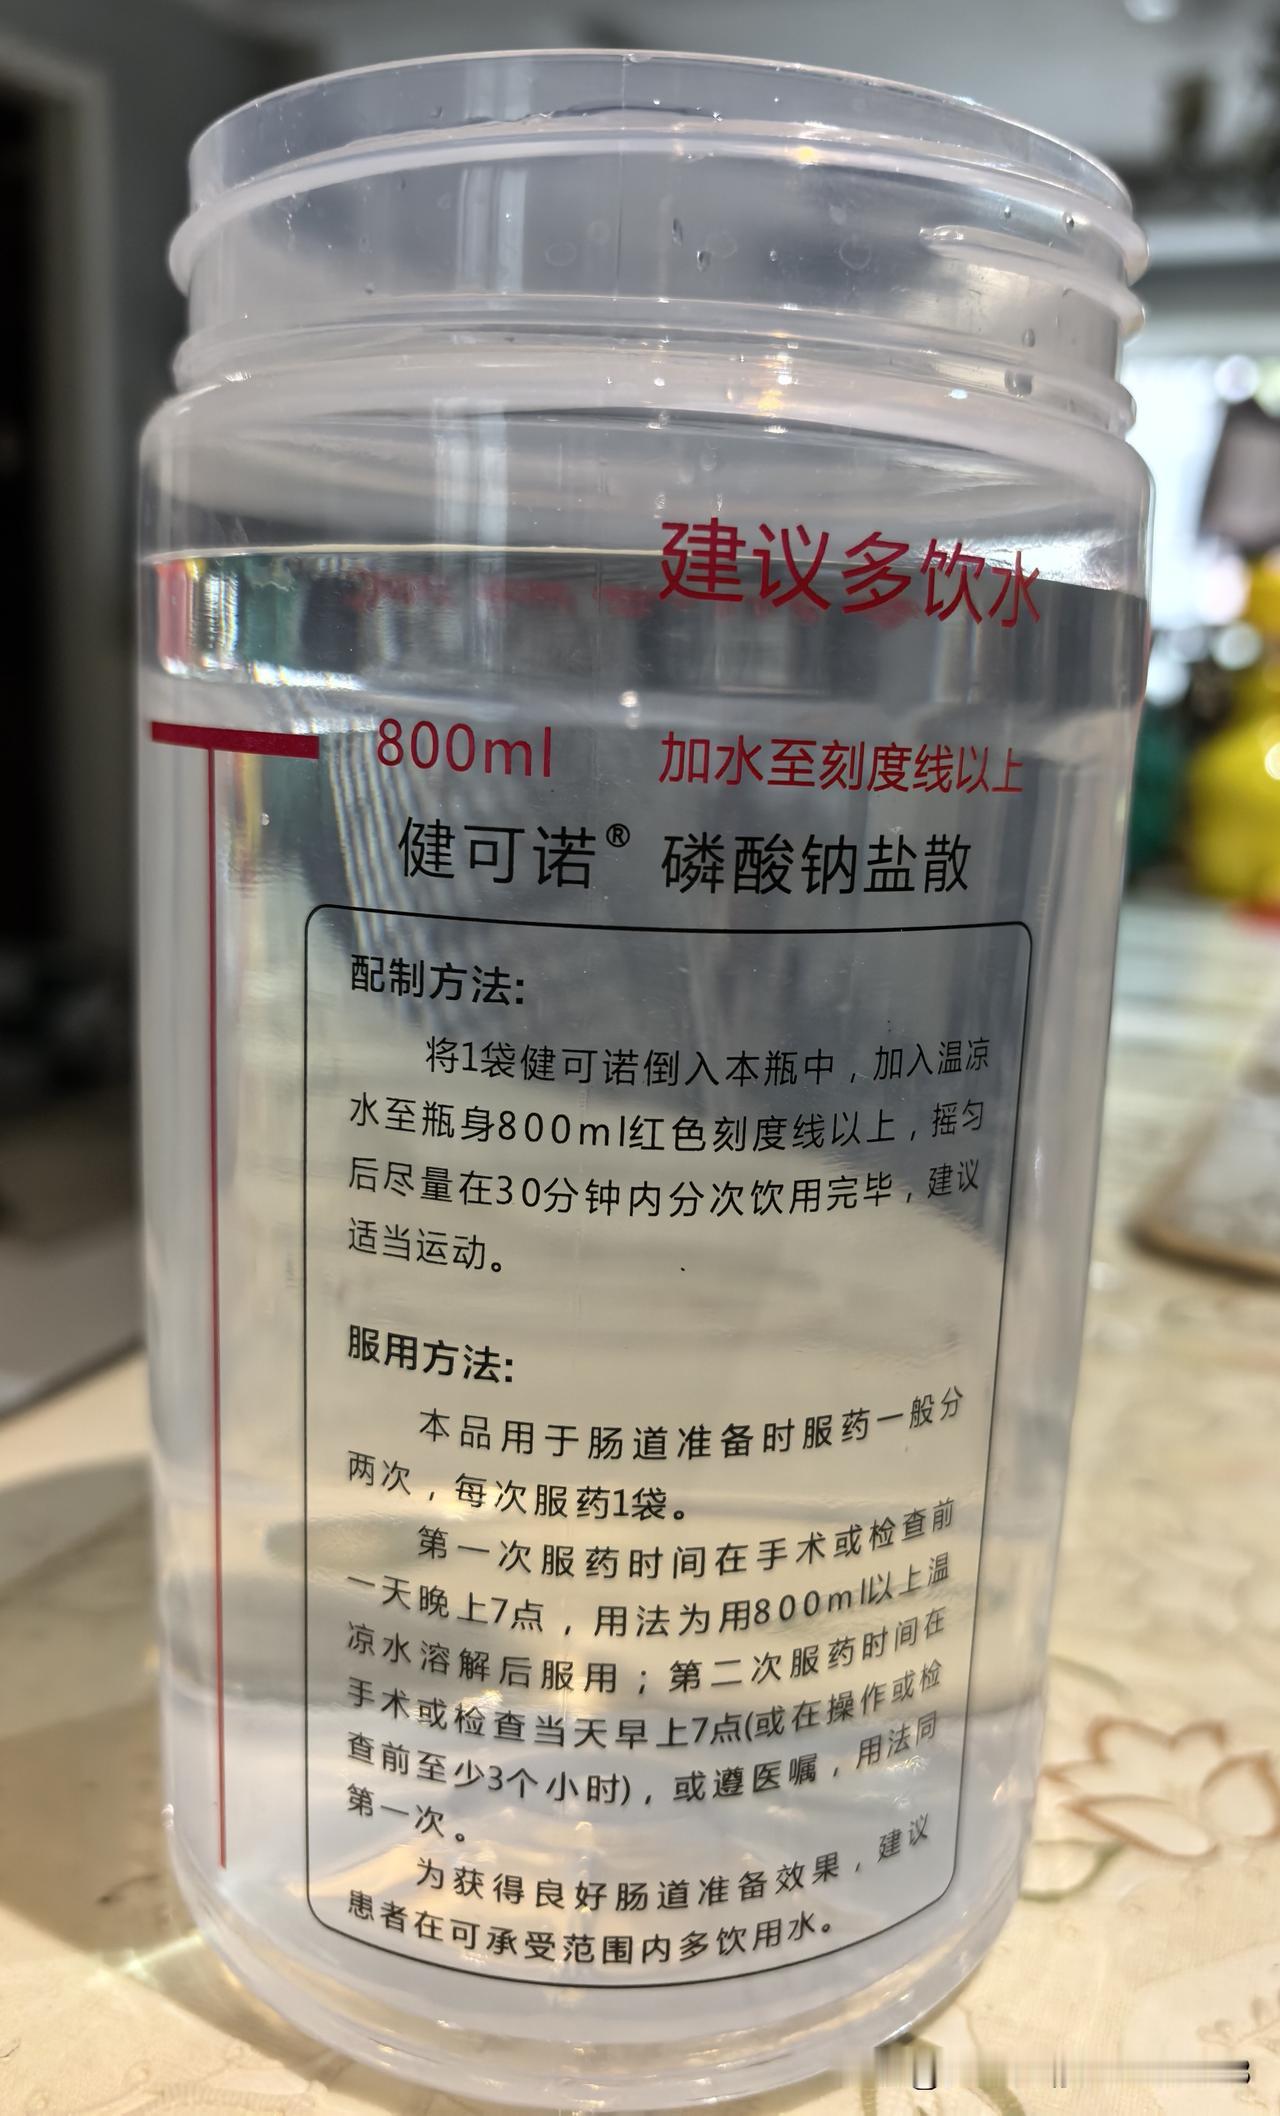 建议多饮水
800ml 加水至刻度线以上
健可诺® 磷酸钠盐散
配制方法:
将1袋健可诺倒入本瓶中，加入温凉
水至瓶身800ml红色刻度线以上，摇匀
后尽量在30分钟内分次饮用完毕，建议
适当运动。
服用方法:
本品用于肠道准备时服药一般分
两次，每次服药1袋。
第一次服药时间在手术或检查前
一天晚上7点，用法为用800ml以上温
凉水溶解后服用；第二次服药时间在
手术或检查当天早上7点(或在操作或检
查前至少3个小时)，或遵医嘱，用法同
第一次。
为获得良好肠道准备效果，建议
患者在可承受范围内多饮用水。